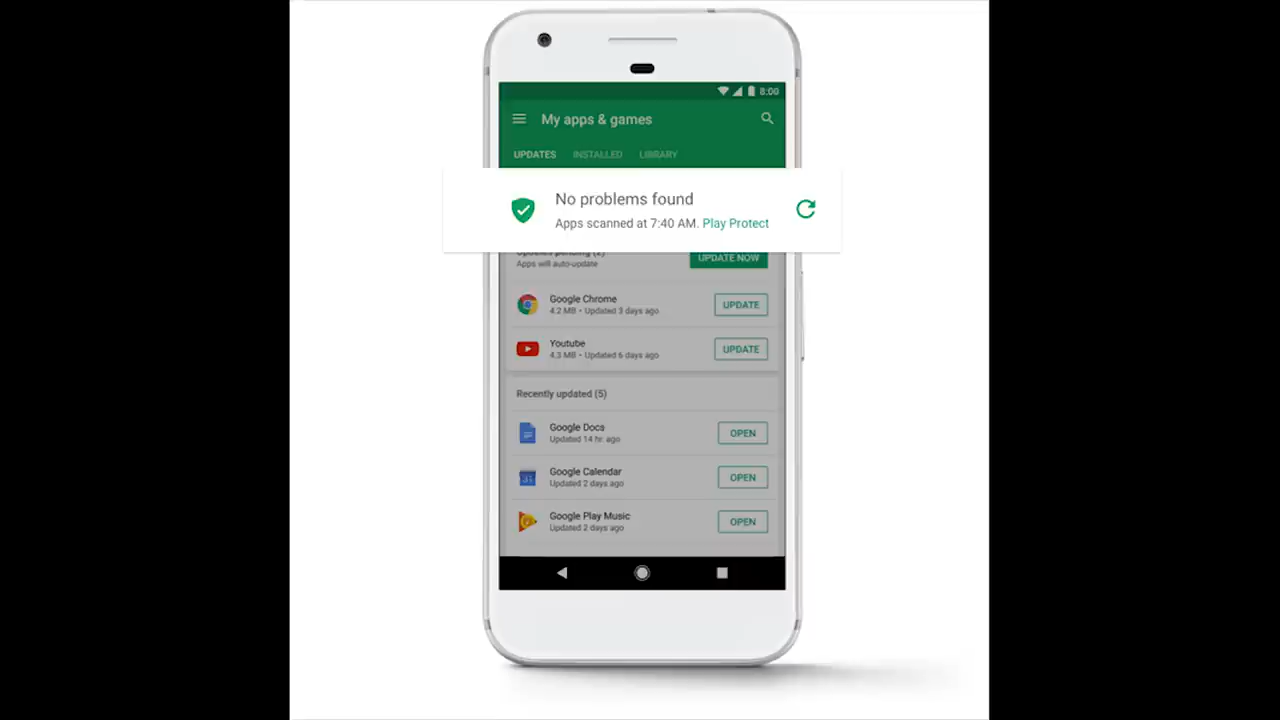 8:00
My apps & games
UPDATES INSTALLED LIBRARY
No problems found
Apps scanned at 7:40 AM. Play Protect
Updates pending (2)
Apps will auto-update
UPDATE NOW
Google Chrome
4.2 MB • Updated 3 days ago
UPDATE
Youtube
4.3 MB • Updated 6 days ago
UPDATE
Recently updated (5)
Google Docs
Updated 14 hr. ago
OPEN
Google Calendar
Updated 2 days ago
OPEN
Google Play Music
Updated 2 days ago
OPEN